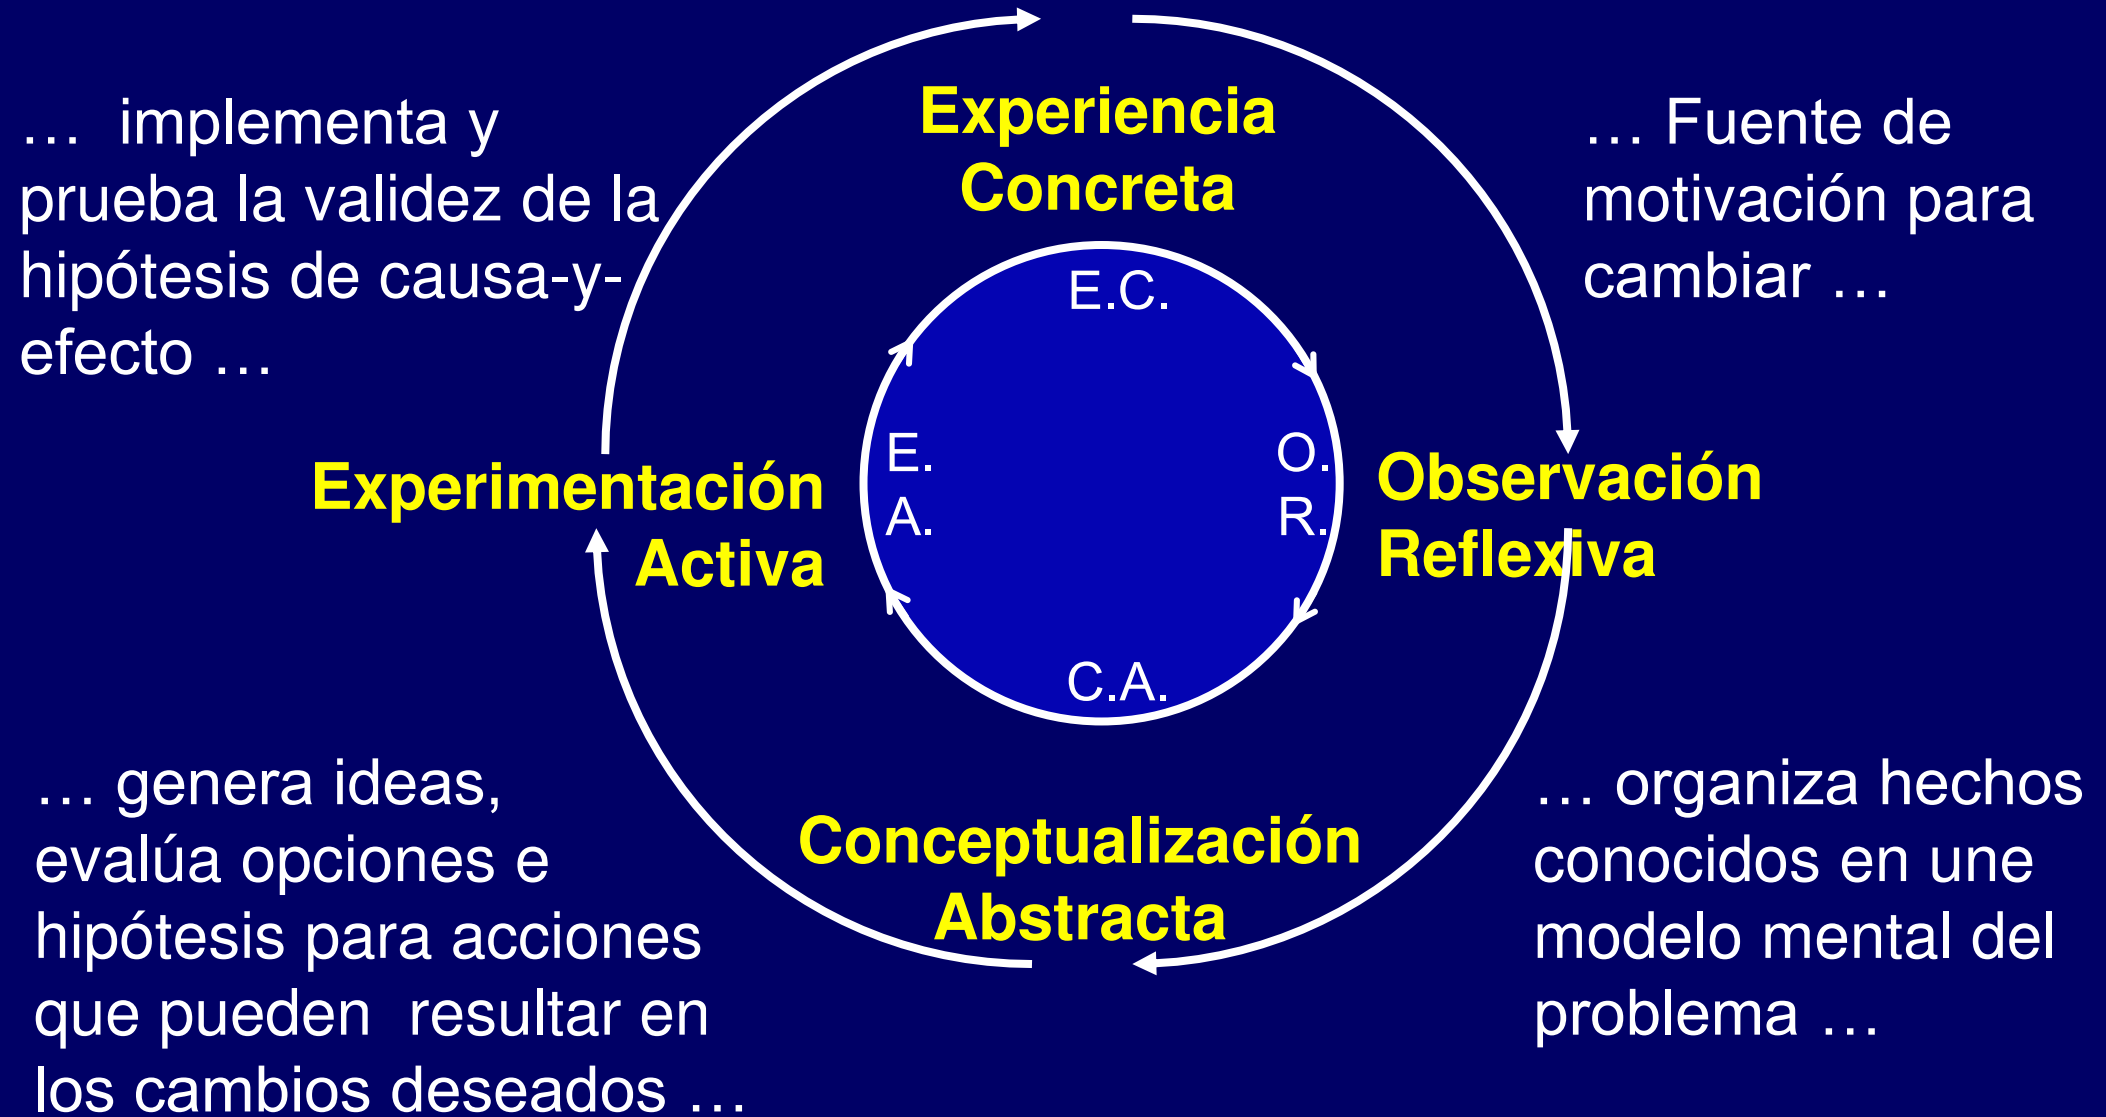 … implementa y
prueba la validez de la
hipótesis de causa-y-
efecto …
Experiencia
Concreta
… Fuente de
motivación para
cambiar …
E.C.
E.
A.
O.
R.
Experimentación
Activa
Observación
Reflexiva
C.A.
… genera ideas,
evalúa opciones e
hipótesis para acciones
que pueden resultar en
los cambios deseados …
Conceptualización
Abstracta
… organiza hechos
conocidos en une
modelo mental del
problema …